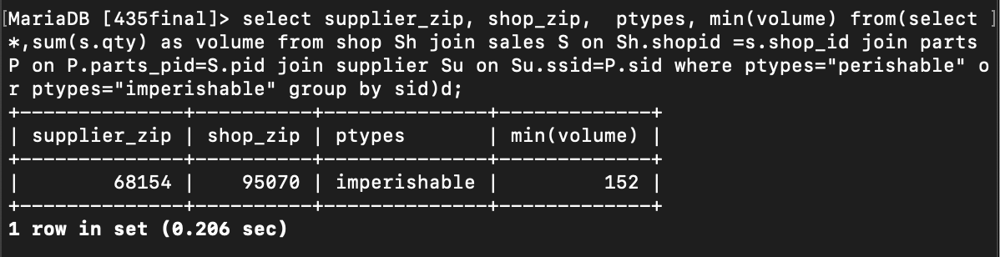 MariaDB [435final]> select supplier_zip, shop_zip,  ptypes, min(volume) from(select
*,sum(s.qty) as volume from shop Sh join sales S on Sh.shopid =s.shop_id join parts
P on P.parts_pid=S.pid join supplier Su on Su.ssid=P.sid where ptypes="perishable" o
r ptypes="imperishable" group by sid)d;
+--------------+----------+--------------+-------------+
| supplier_zip | shop_zip | ptypes       | min(volume) |
+--------------+----------+--------------+-------------+
|        68154 |    95070 | imperishable |         152 |
+--------------+----------+--------------+-------------+
1 row in set (0.206 sec)